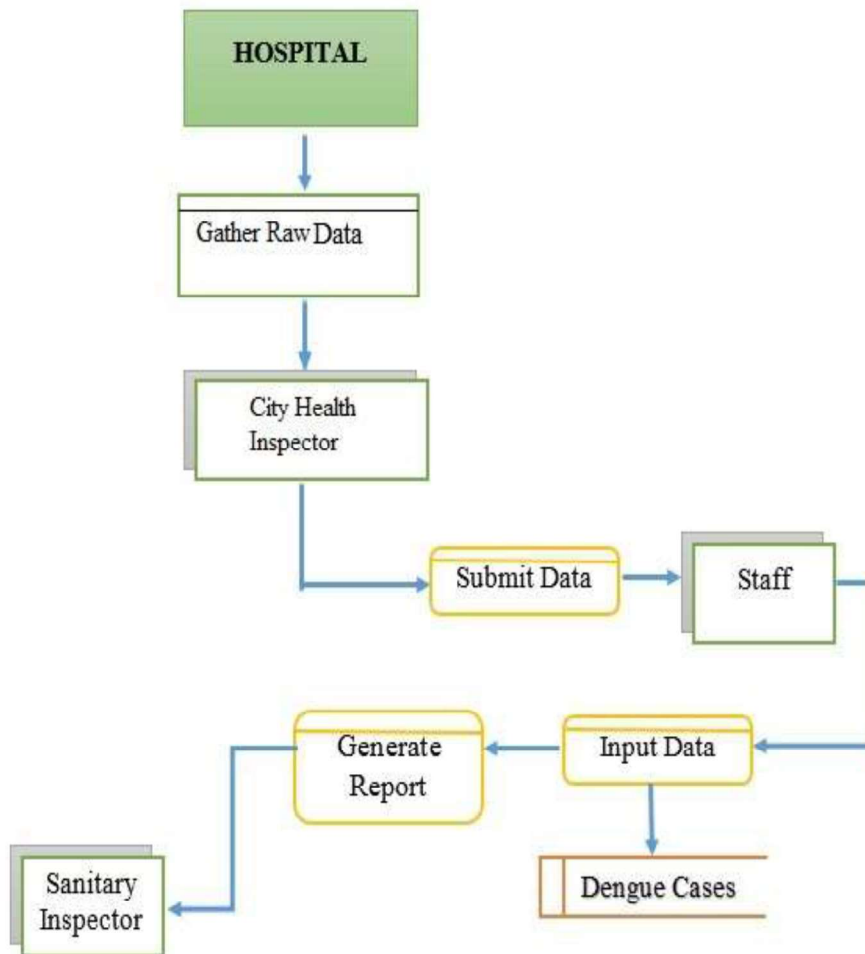 HOSPITAL
Gather Raw Data
City Health
Inspector
Submit Data
Staff
Generate
Report
Input Data
Sanitary
Inspector
Dengue Cases